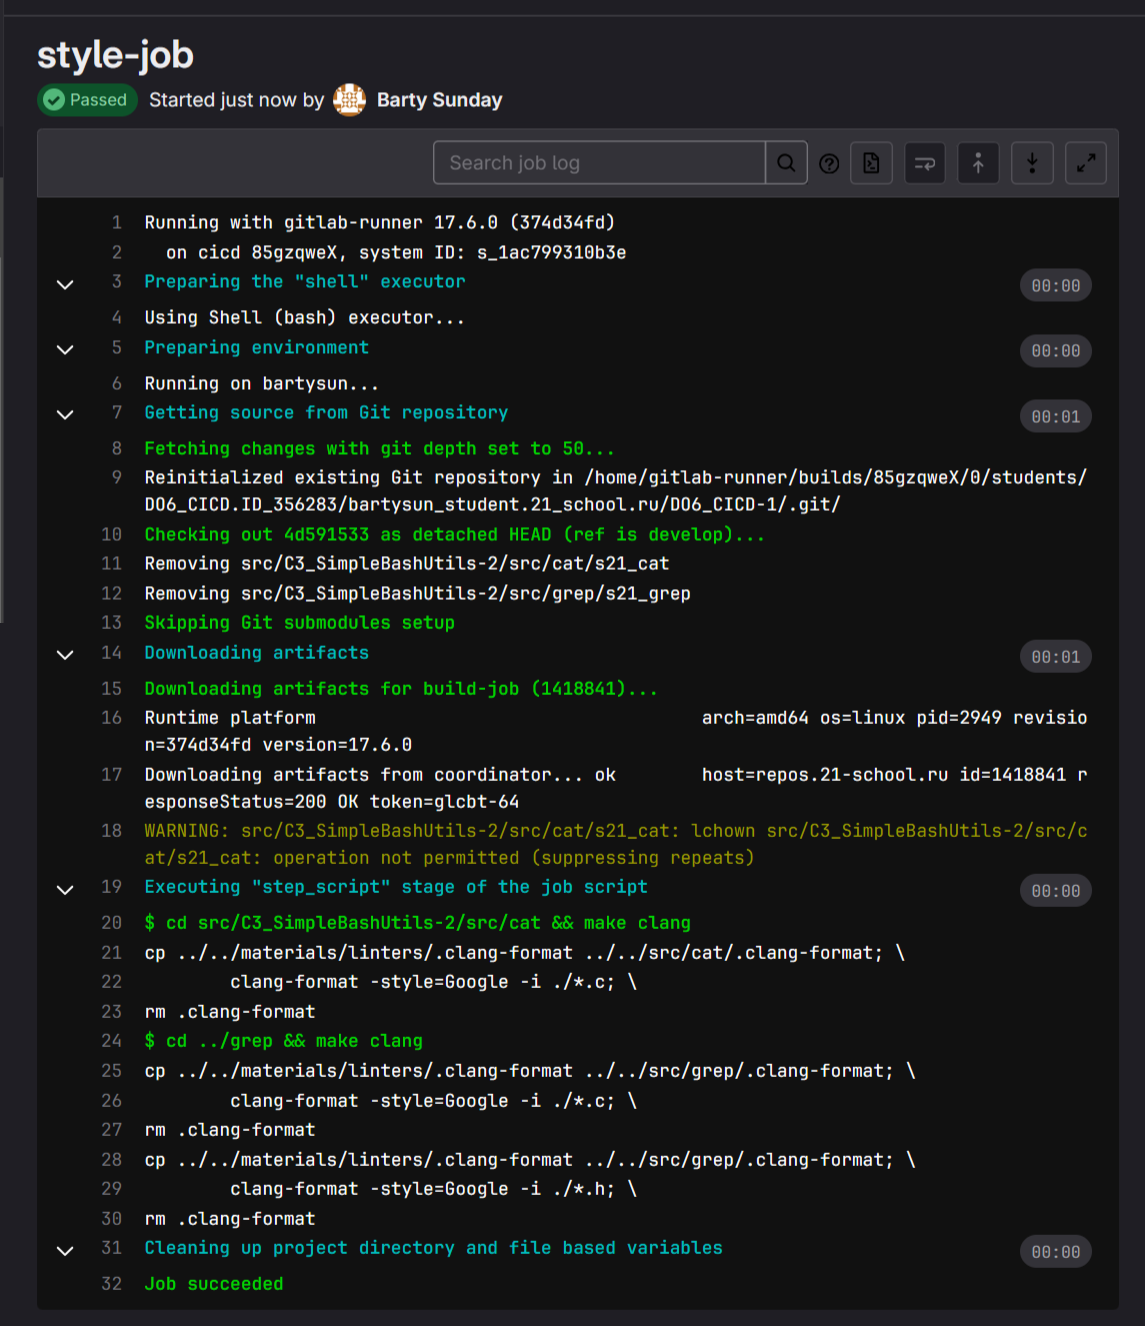 style-job
Passed Started just now by Barty Sunday
Search job log
1 Running with gitlab-runner 17.6.0 (374d34fd)
2 on cicd 85gzqweX, system ID: s_1ac799310b3e
3 Preparing the "shell" executor 00:00
4 Using Shell (bash) executor...
5 Preparing environment 00:00
6 Running on bartysun...
7 Getting source from Git repository 00:01
8 Fetching changes with git depth set to 50...
9 Reinitialized existing Git repository in /home/gitlab-runner/builds/85gzqweX/0/students/
DO6_CICD.ID_356283/bartysun_student.21_school.ru/DO6_CICD-1/.git/
10 Checking out 4d591533 as detached HEAD (ref is develop)...
11 Removing src/C3_SimpleBashUtils-2/src/cat/s21_cat
12 Removing src/C3_SimpleBashUtils-2/src/grep/s21_grep
13 Skipping Git submodules setup
14 Downloading artifacts 00:01
15 Downloading artifacts for build-job (1418841)...
16 Runtime platform arch=amd64 os=linux pid=2949 revisio
n=374d34fd version=17.6.0
17 Downloading artifacts from coordinator... ok host=repos.21-school.ru id=1418841 r
esponseStatus=200 OK token=glcbt-64
18 WARNING: src/C3_SimpleBashUtils-2/src/cat/s21_cat: lchown src/C3_SimpleBashUtils-2/src/c
at/s21_cat: operation not permitted (suppressing repeats)
19 Executing "step_script" stage of the job script 00:00
20 $ cd src/C3_SimpleBashUtils-2/src/cat && make clang
21 cp ../../materials/linters/.clang-format ../../src/cat/.clang-format; \
22 clang-format -style=Google -i ./*.c; \
23 rm .clang-format
24 $ cd ../grep && make clang
25 cp ../../materials/linters/.clang-format ../../src/grep/.clang-format; \
26 clang-format -style=Google -i ./*.c; \
27 rm .clang-format
28 cp ../../materials/linters/.clang-format ../../src/grep/.clang-format; \
29 clang-format -style=Google -i ./*.h; \
30 rm .clang-format
31 Cleaning up project directory and file based variables 00:00
32 Job succeeded